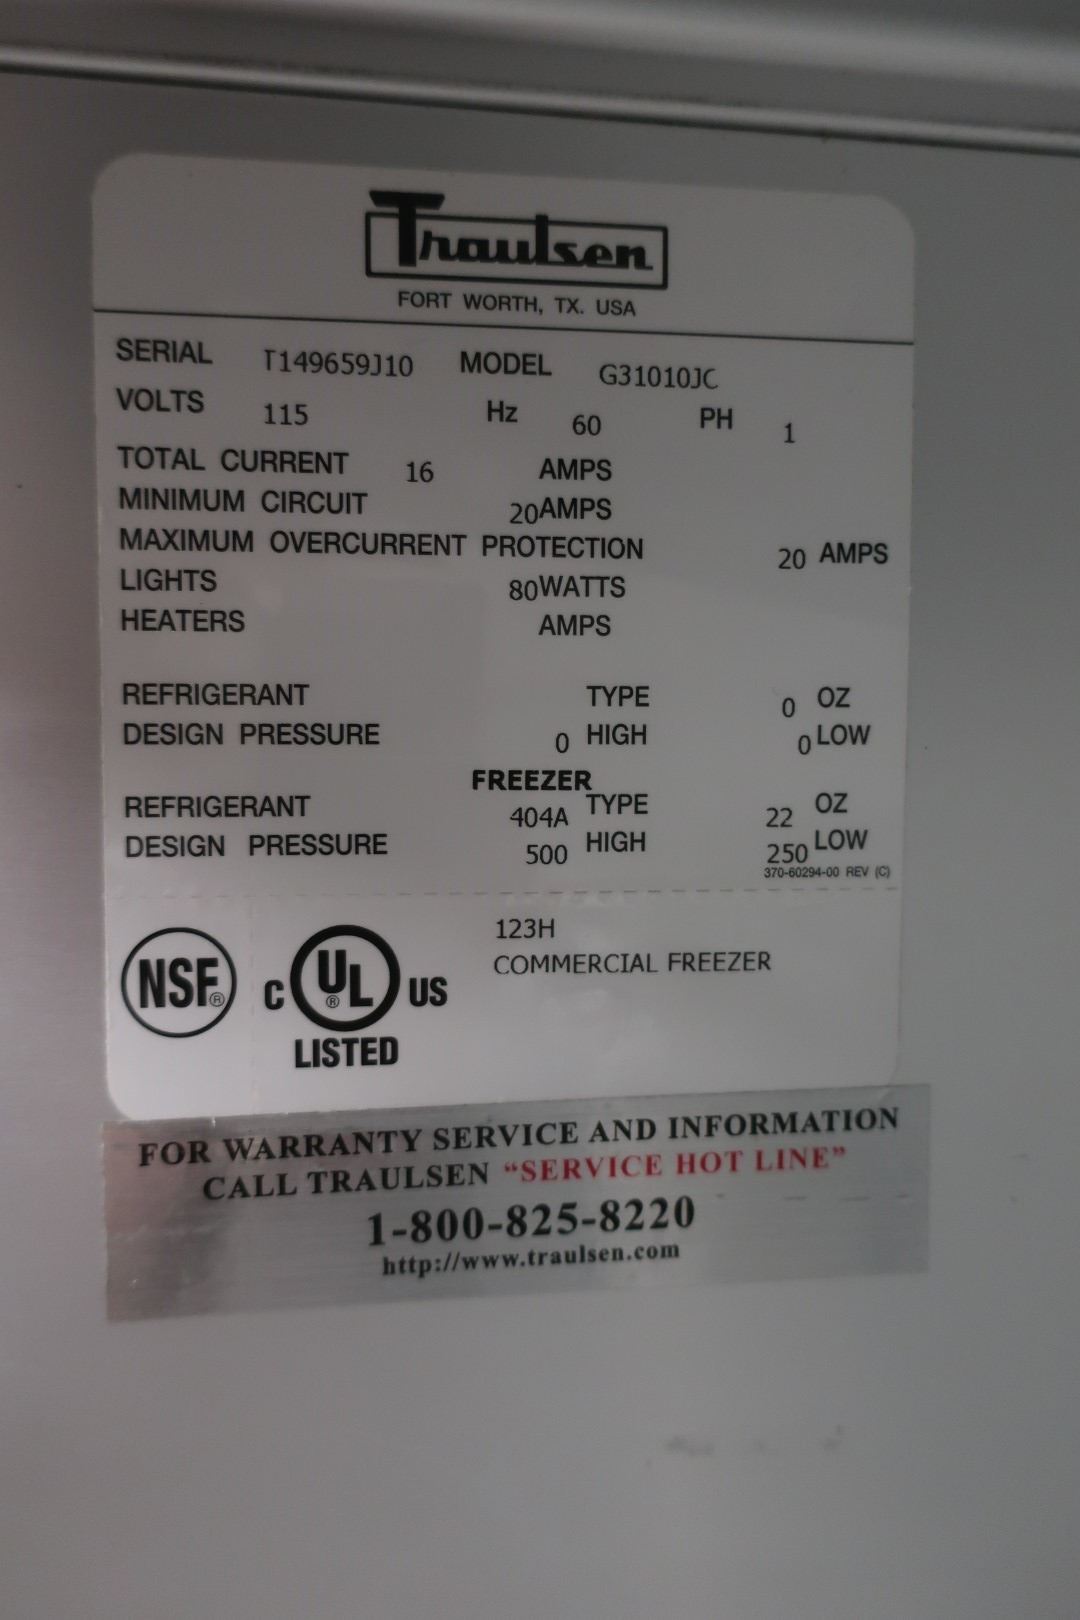 Traulsen
FORT WORTH, TX. USA
SERIAL T149659J10 MODEL G31010JC
VOLTS 115 Hz 60 PH 1
TOTAL CURRENT 16 AMPS
MINIMUM CIRCUIT 20 AMPS
MAXIMUM OVERCURRENT PROTECTION 20 AMPS
LIGHTS 80 WATTS
HEATERS AMPS
REFRIGERANT TYPE 0 OZ
DESIGN PRESSURE 0 HIGH 0 LOW
FREEZER
REFRIGERANT 404A TYPE 22 OZ
DESIGN PRESSURE 500 HIGH 250 LOW
370-60294-00 REV (C)
123H
COMMERCIAL FREEZER
NSF®
C UL® US
LISTED
FOR WARRANTY SERVICE AND INFORMATION
CALL TRAULSEN "SERVICE HOT LINE"
1-800-825-8220
http://www.traulsen.com